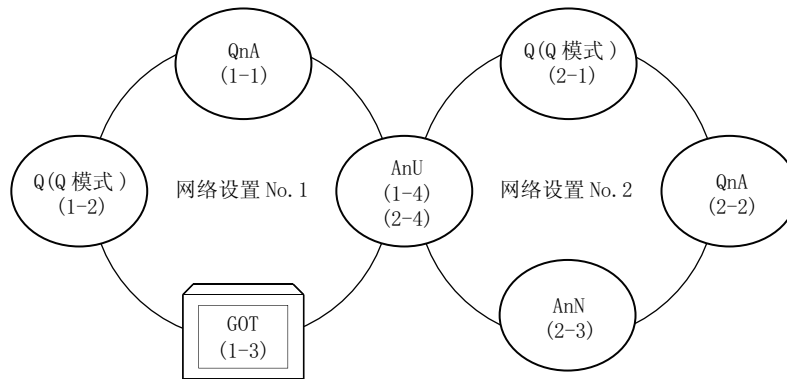 QnA
(1-1)
Q(Q 模式)
(2-1)
Q(Q 模式)
(1-2)
网络设置 No.1
AnU
(1-4)
(2-4)
网络设置 No.2
QnA
(2-2)
GOT
(1-3)
AnN
(2-3)